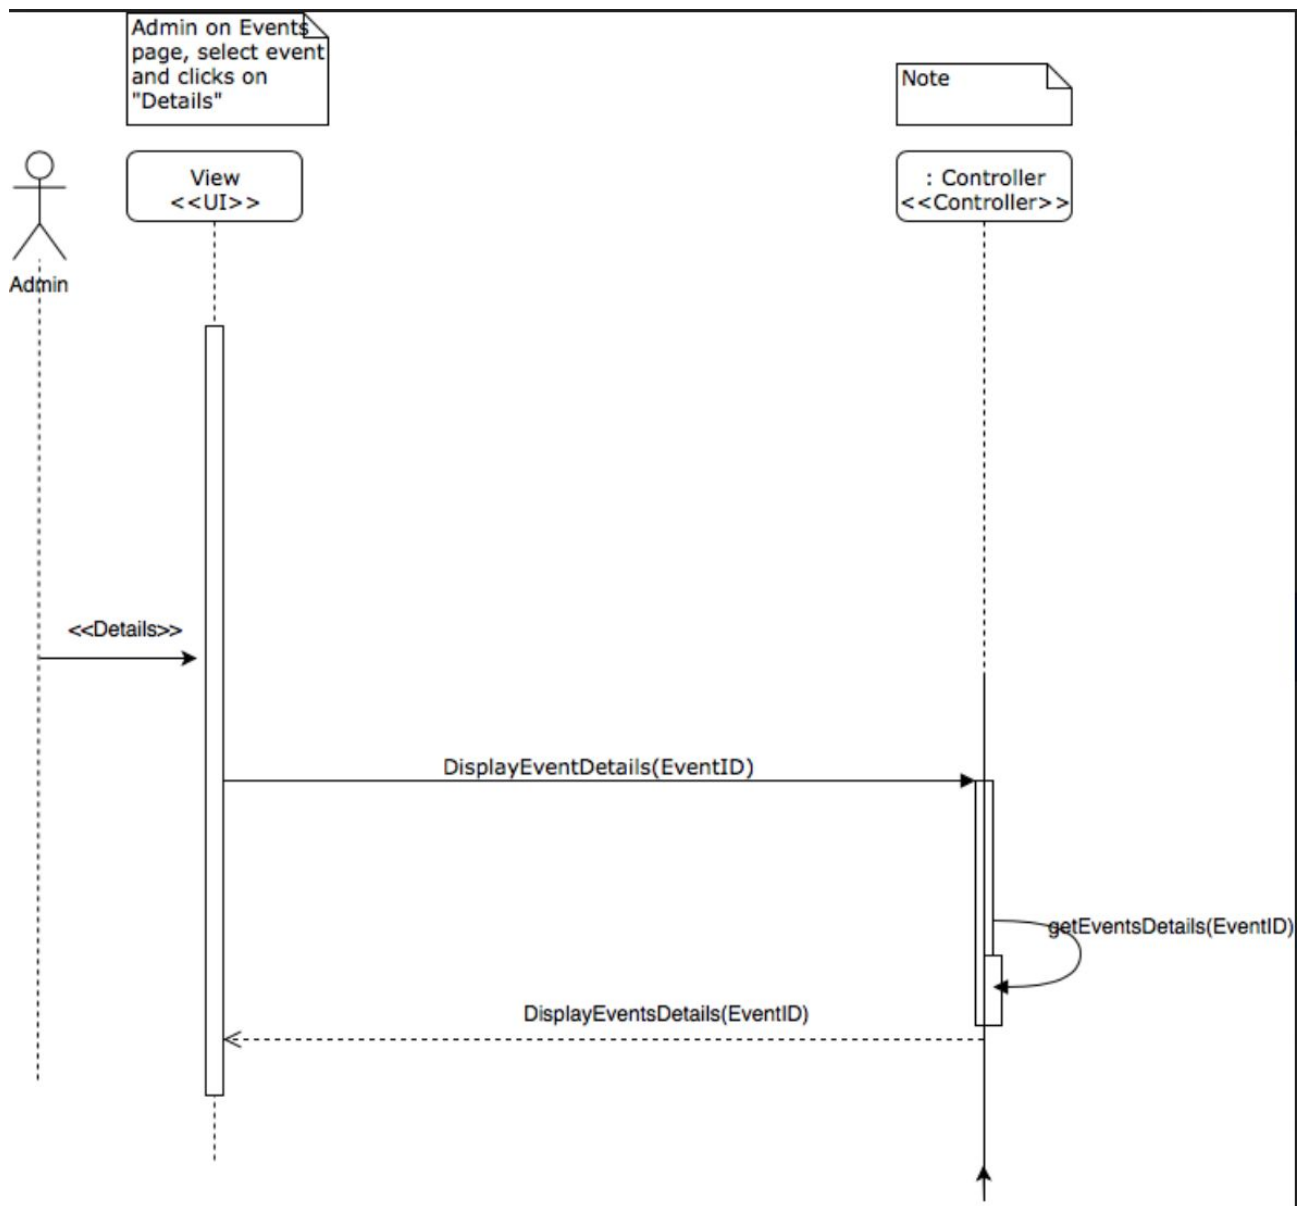 Admin on Events
page, select event
and clicks on
"Details"
Note
View
<<UI>>
: Controller
<<Controller>>
Admin
<<Details>>
DisplayEventDetails(EventID)
getEventsDetails(EventID)
DisplayEventsDetails(EventID)